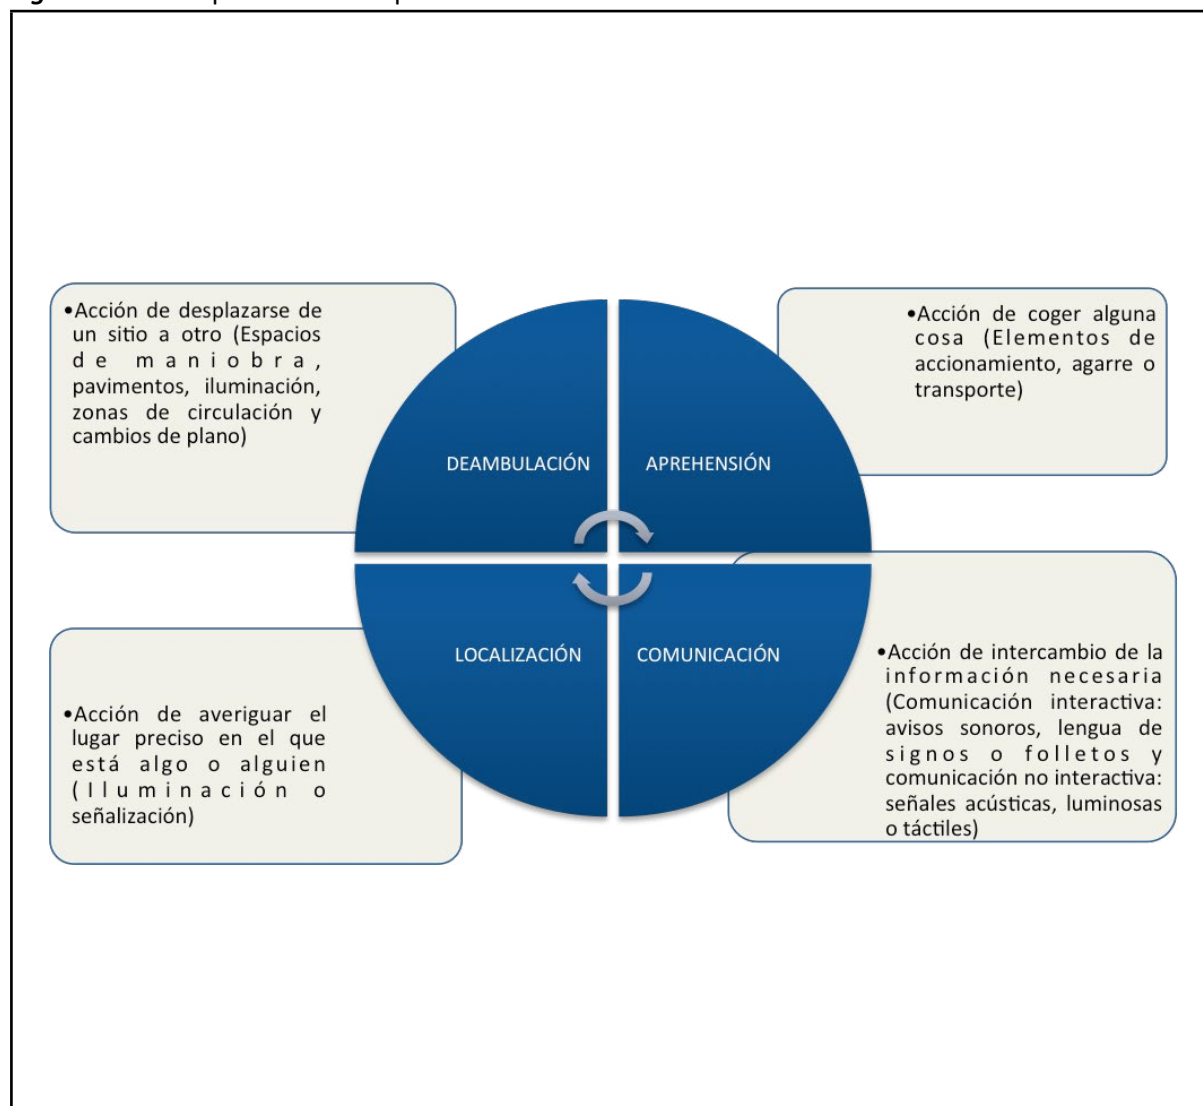 •Acción de desplazarse de
un sitio a otro (Espacios
de maniobra,
pavimentos, iluminación,
zonas de circulación y
cambios de plano)
•Acción de coger alguna
cosa (Elementos de
accionamiento, agarre o
transporte)
DEAMBULACIÓN
APREHENSIÓN
LOCALIZACIÓN
COMUNICACIÓN
•Acción de averiguar el
lugar preciso en el que
está algo o alguien
(Iluminación o
señalización)
•Acción de intercambio de la
información necesaria
(Comunicación interactiva:
avisos sonoros, lengua de
signos o folletos y
comunicación no interactiva:
señales acústicas, luminosas
o táctiles)